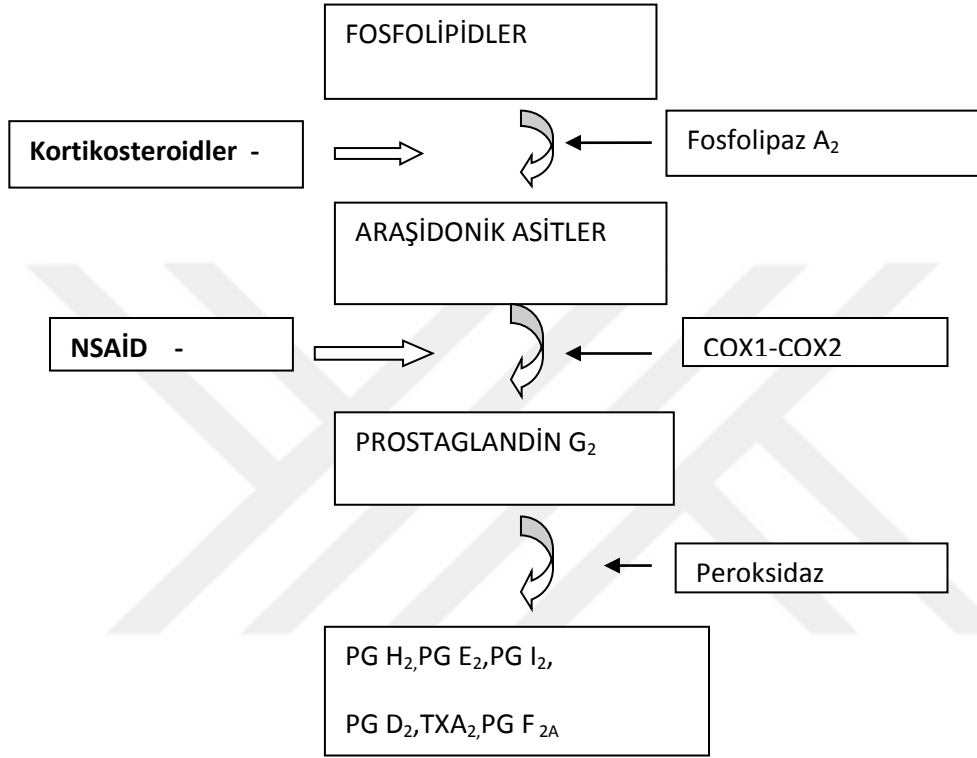 FOSFOLİPİDLER
Kortikosteroidler -
Fosfolipaz A₂
ARAŞİDONİK ASİTLER
NSAİD -
COX1-COX2
PROSTAGLANDİN G₂
Peroksidaz
PG H₂,PG E₂,PG I₂,
PG D₂,TXA₂,PG F ₂A